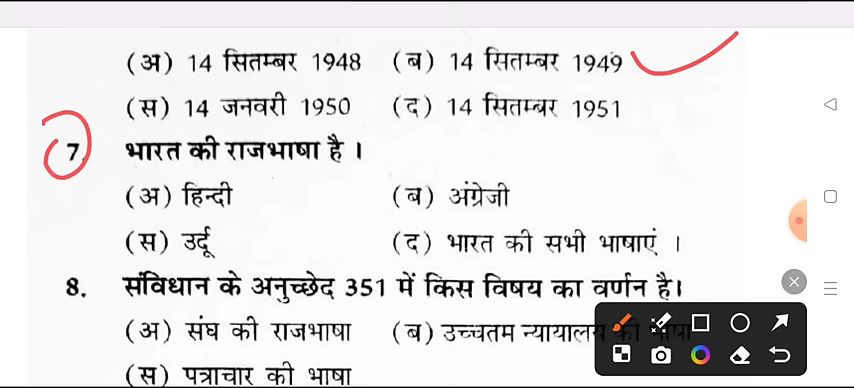 (अ) 14 सितम्बर 1948 (ब) 14 सितम्बर 1949
(स) 14 जनवरी 1950 (द) 14 सितम्बर 1951
7. भारत की राजभाषा है ।
(अ) हिन्दी (ब) अंग्रेजी
(स) उर्दू (द) भारत की सभी भाषाएं ।
8. संविधान के अनुच्छेद 351 में किस विषय का वर्णन है।
(अ) संघ की राजभाषा (ब) उच्चतम न्यायालय की भाषा
(स) पत्राचार की भाषा